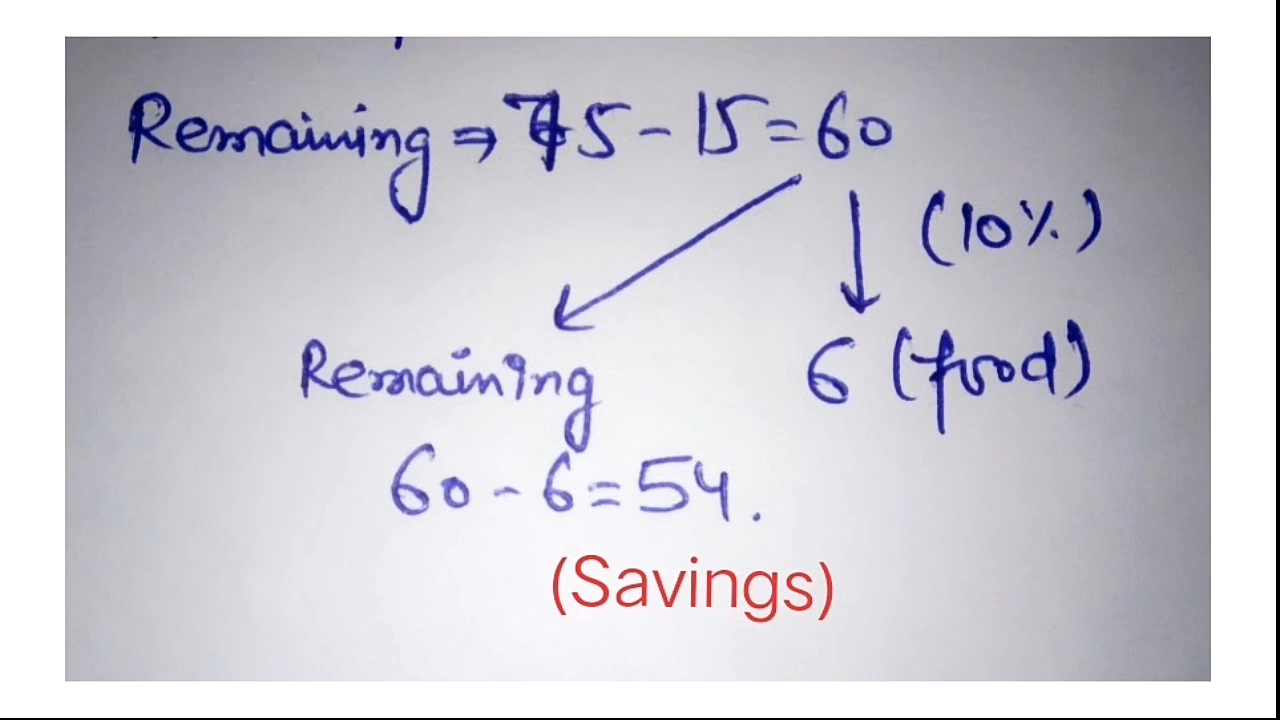 Remaining ⇒ 75 - 15 = 60
(10%)
Remaining
6 (food)
60 - 6 = 54.
(Savings)